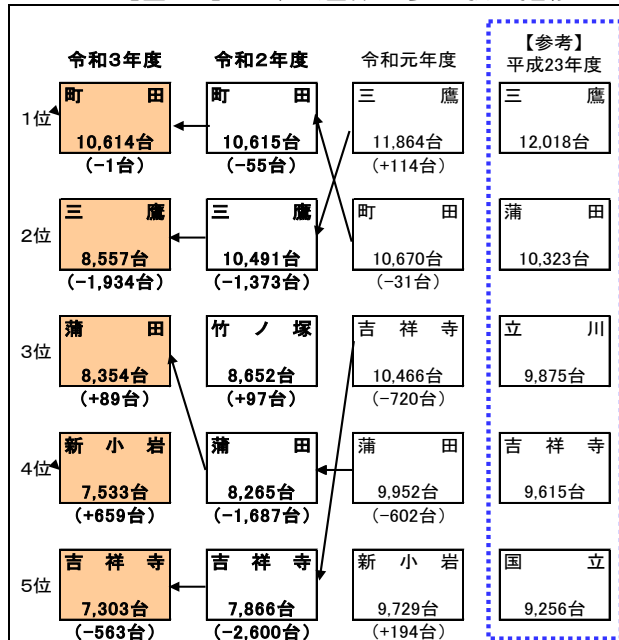 令和3年度 令和2年度 令和元年度 【参考】
平成23年度
1位 町田 町田 三鷹 三鷹
10,614台 10,615台 11,864台 12,018台
(−1台) (−55台) (+114台)
2位 三鷹 三鷹 町田 蒲田
8,557台 10,491台 10,670台 10,323台
(−1,934台) (−1,373台) (−31台)
3位 蒲田 竹ノ塚 吉祥寺 立川
8,354台 8,652台 10,466台 9,875台
(+89台) (+97台) (−720台)
4位 新小岩 蒲田 蒲田 吉祥寺
7,533台 8,265台 9,952台 9,615台
(+659台) (−1,687台) (−602台)
5位 吉祥寺 吉祥寺 新小岩 国立
7,303台 7,866台 9,729台 9,256台
(−563台) (−2,600台) (+194台)